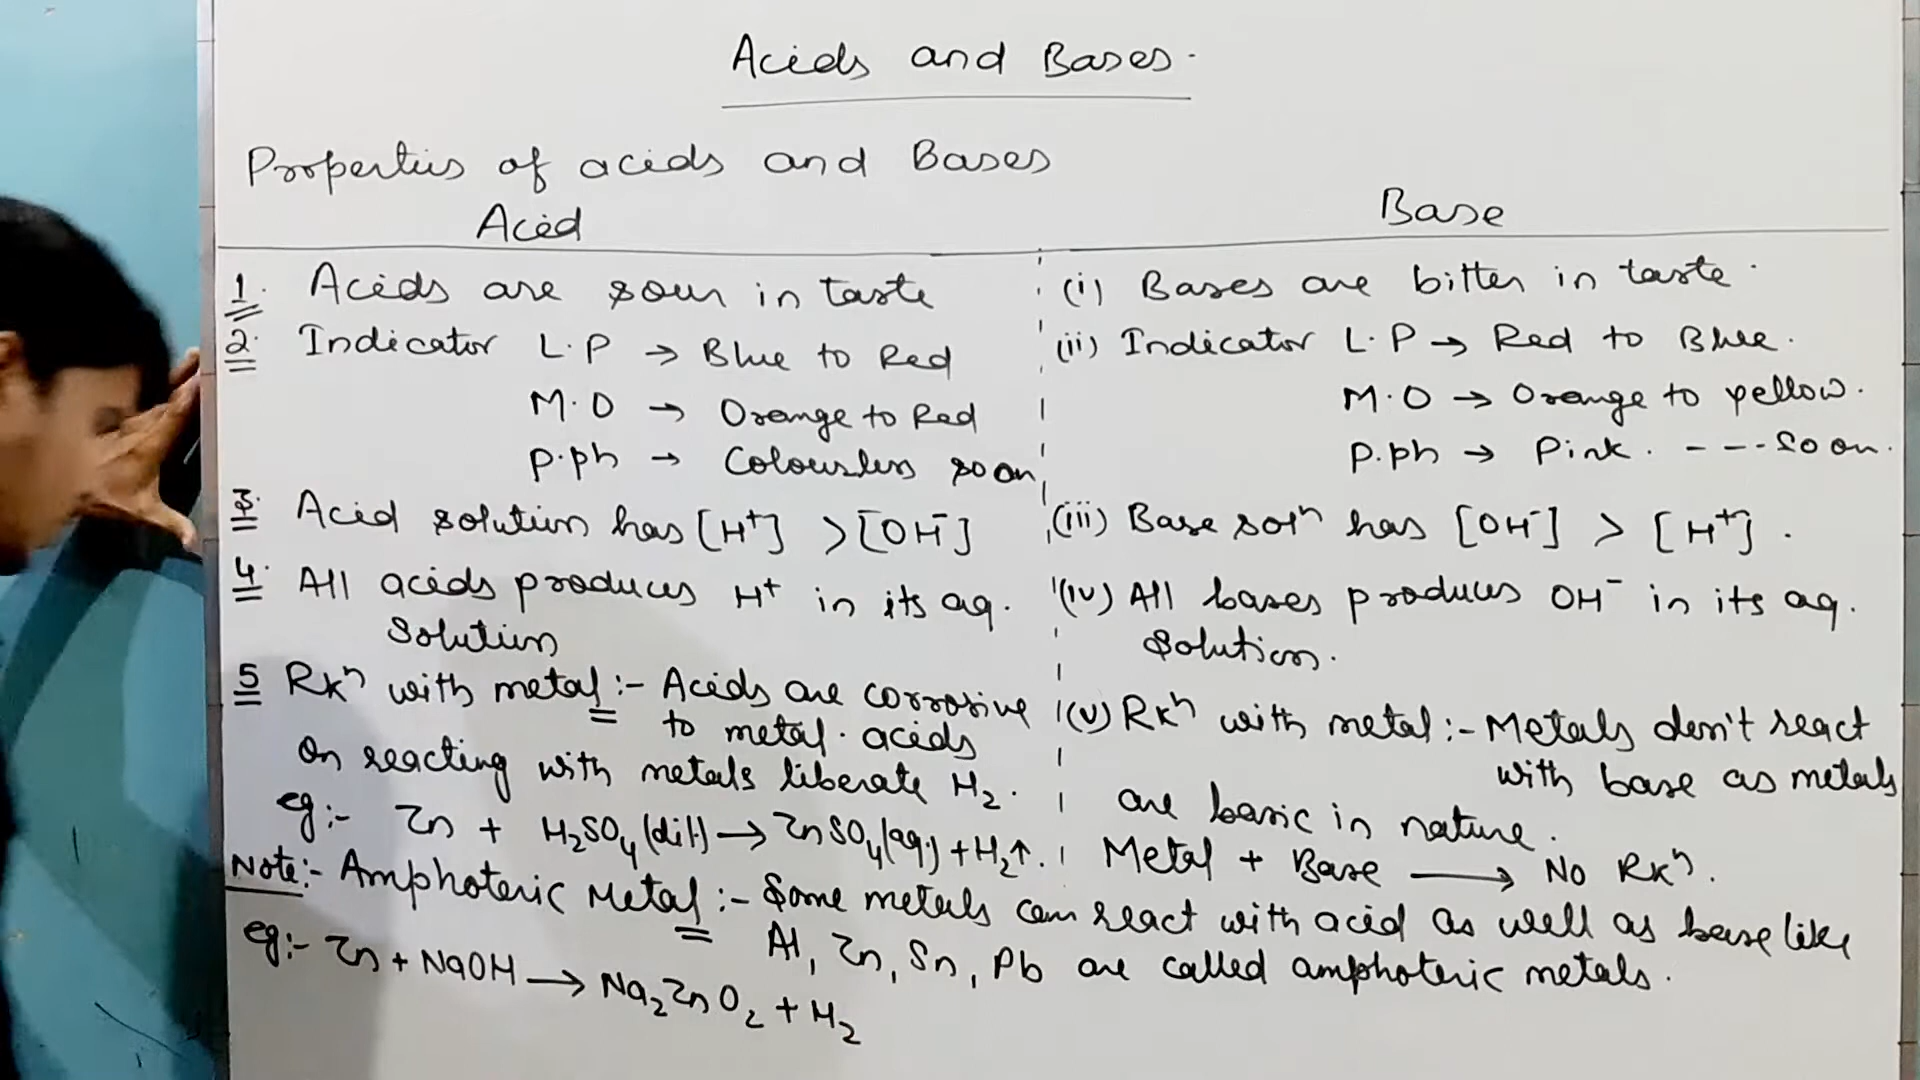 Acids and Bases.
Properties of acids and Bases
Acid
1. Acids are sour in taste
2. Indicator L.P → Blue to Red
M.O → Orange to Red
P.ph → Colourless soon
3. Acid solution has [H⁺] > [OH⁻]
4. All acids produces H⁺ in its aq.
solution
5 Rxⁿ with metal :- Acids are corrosive
to metal. acids
on reacting with metals liberate H₂.
eg:- Zn + H₂SO₄(dil) → ZnSO₄(aq.) + H₂↑.
Base
(i) Bases are bitter in taste.
(ii) Indicator L.P → Red to Blue.
M.O → Orange to yellow.
P.ph → Pink. - - - Soon.
(iii) Base solⁿ has [OH⁻] > [H⁺].
(iv) All bases produces OH⁻ in its aq.
solution.
(v) Rxⁿ with metal :- Metals don't react
with base as metals
are basic in nature.
Metal + Base → No Rxⁿ.
Note:- Amphoteric Metal :- Some metals can react with acid as well as base like
Al, Zn, Sn, Pb are called amphoteric metals.
eg:- Zn + NaOH → Na₂ZnO₂ + H₂